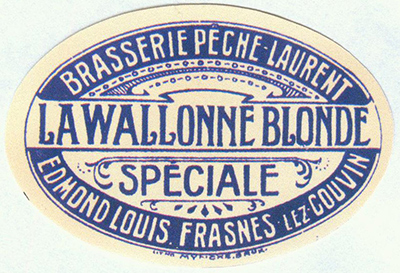 BRASSERIE PÊCHE-LAURENT
LA WALLONNE BLONDE
SPÉCIALE
EDMOND LOUIS, FRASNES-LEZ-COUVIN